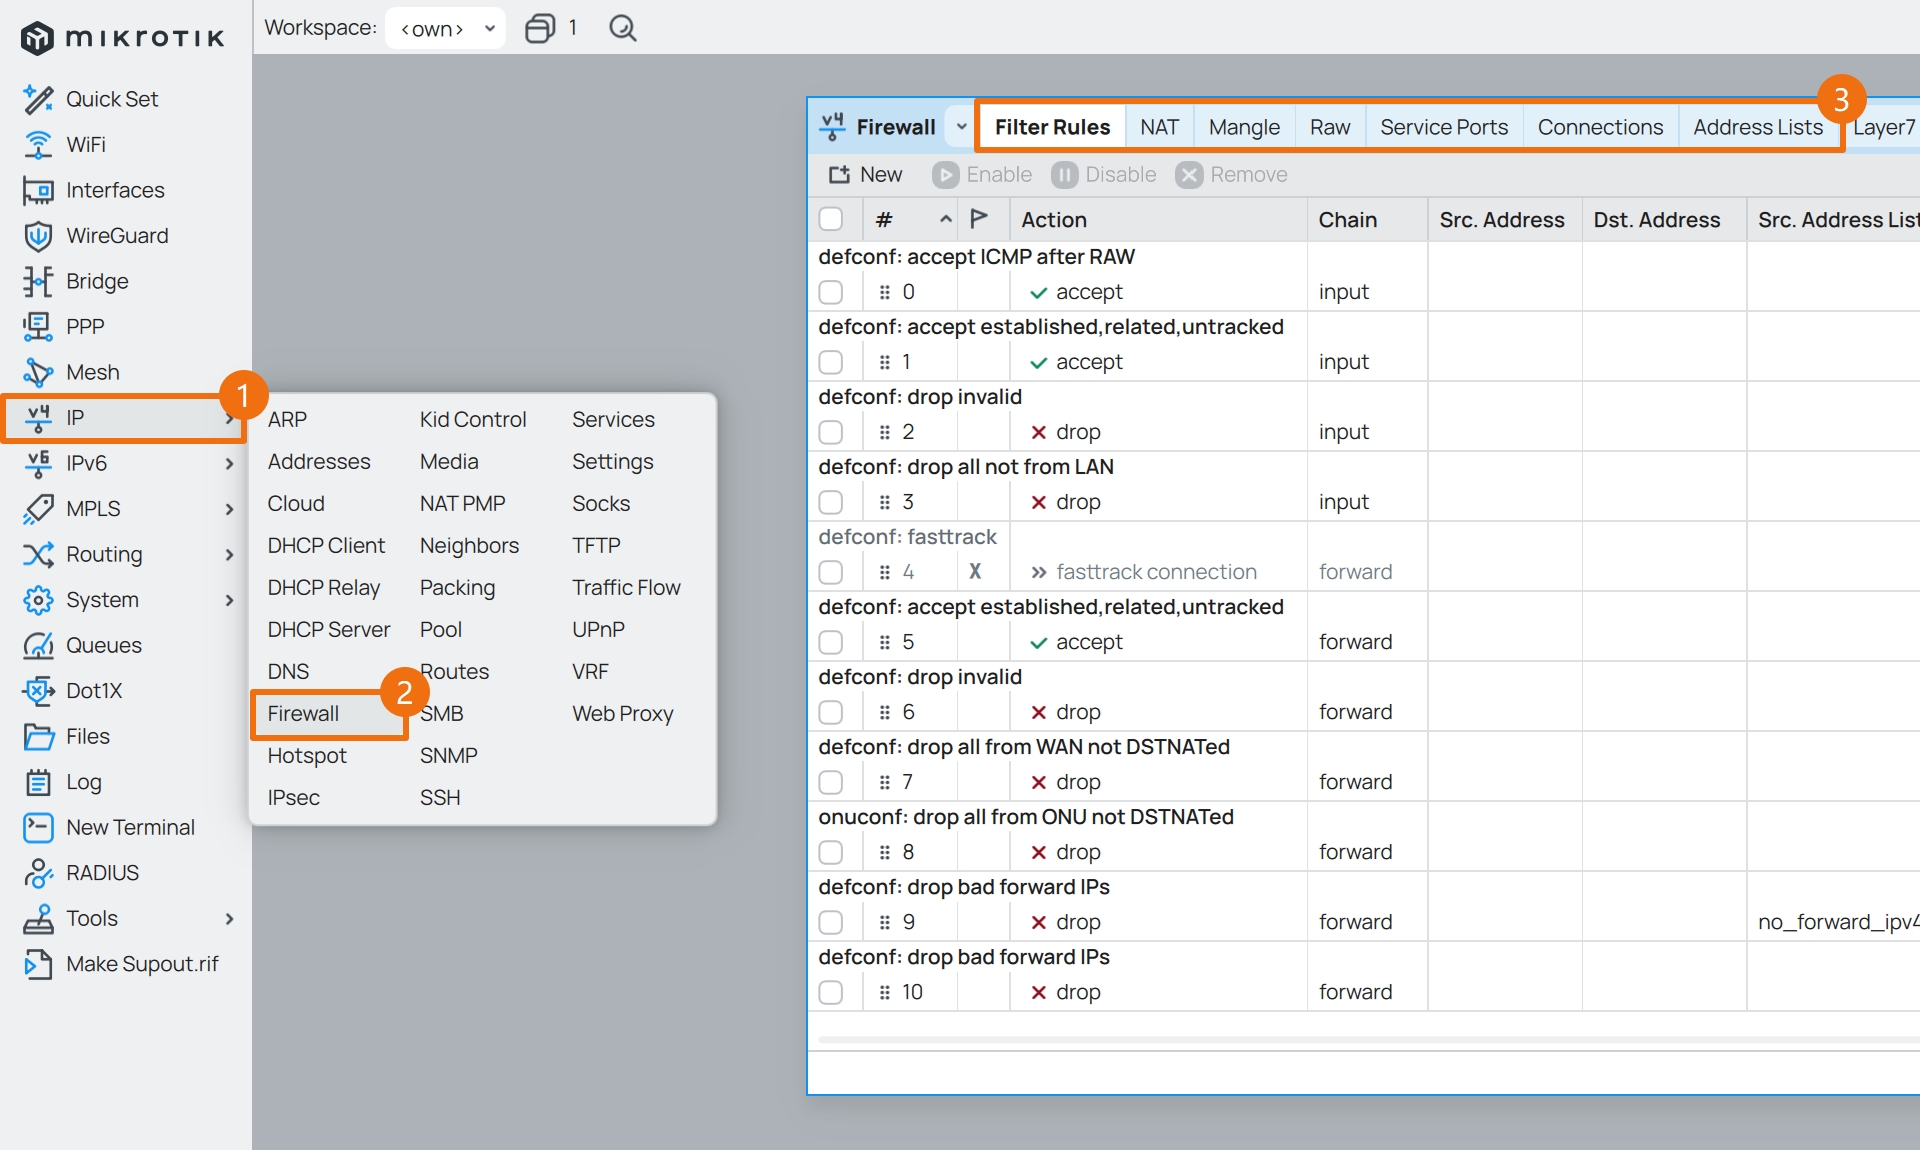 mikrotik
Workspace: <own> 1
Quick Set
WiFi
Interfaces
WireGuard
Bridge
PPP
Mesh
IP
IPv6
MPLS
Routing
System
Queues
Dot1X
Files
Log
New Terminal
RADIUS
Tools
Make Supout.rif
1
ARP Kid Control Services
Addresses Media Settings
Cloud NAT PMP Socks
DHCP Client Neighbors TFTP
DHCP Relay Packing Traffic Flow
DHCP Server Pool UPnP
DNS Routes VRF
2
Firewall SMB Web Proxy
Hotspot SNMP
IPsec SSH
3
v4 Firewall Filter Rules NAT Mangle Raw Service Ports Connections Address Lists Layer7
New Enable Disable Remove
# Action Chain Src. Address Dst. Address Src. Address List
defconf: accept ICMP after RAW
0 accept input
defconf: accept established,related,untracked
1 accept input
defconf: drop invalid
2 drop input
defconf: drop all not from LAN
3 drop input
defconf: fasttrack
4 X fasttrack connection forward
defconf: accept established,related,untracked
5 accept forward
defconf: drop invalid
6 drop forward
defconf: drop all from WAN not DSTNATed
7 drop forward
onuconf: drop all from ONU not DSTNATed
8 drop forward
defconf: drop bad forward IPs
9 drop forward no_forward_ipv4
defconf: drop bad forward IPs
10 drop forward